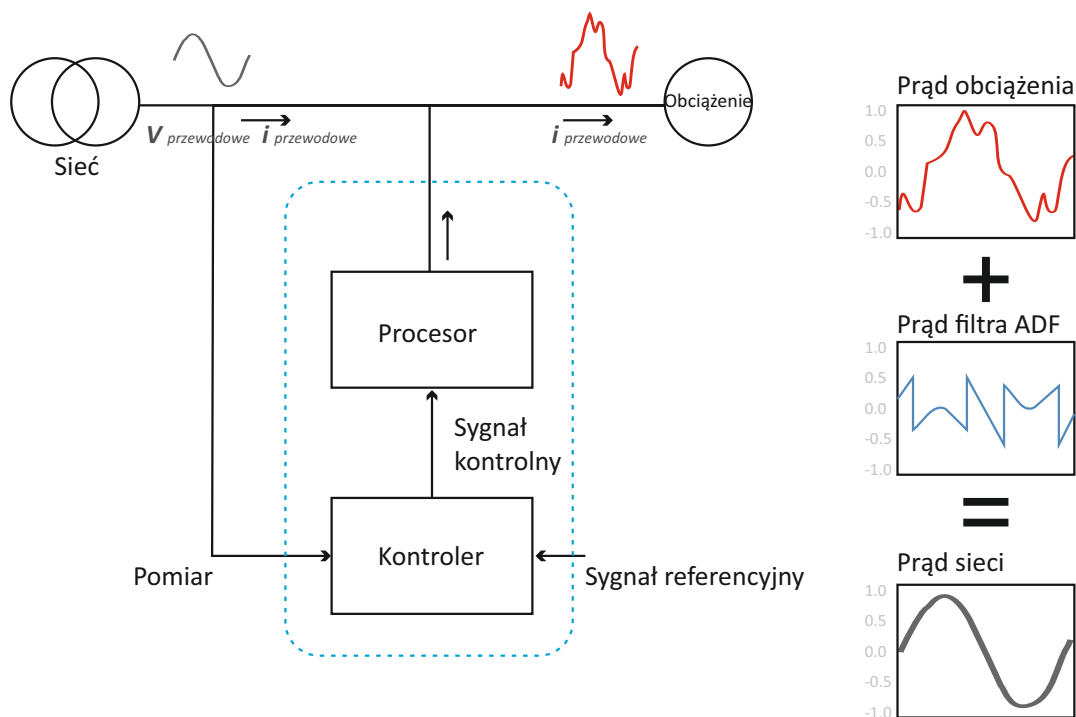 Sieć
V przewodowe i przewodowe
i przewodowe
Obciążenie
Procesor
Sygnał
kontrolny
Kontroler
Pomiar
Sygnał referencyjny
Prąd obciążenia
1.0
0.5
0.0
-0.5
-1.0
+
Prąd filtra ADF
1.0
0.5
0.0
-0.5
-1.0
=
Prąd sieci
1.0
0.5
0.0
-0.5
-1.0